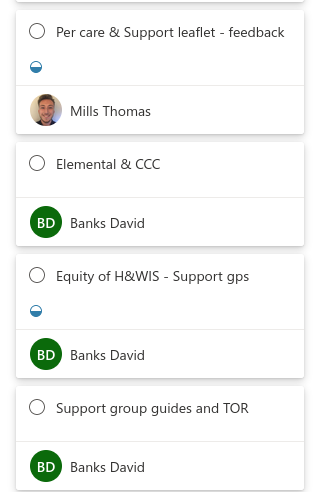 Per care & Support leaflet - feedback
Mills Thomas
Elemental & CCC
BD Banks David
Equity of H&WIS - Support gps
BD Banks David
Support group guides and TOR
BD Banks David